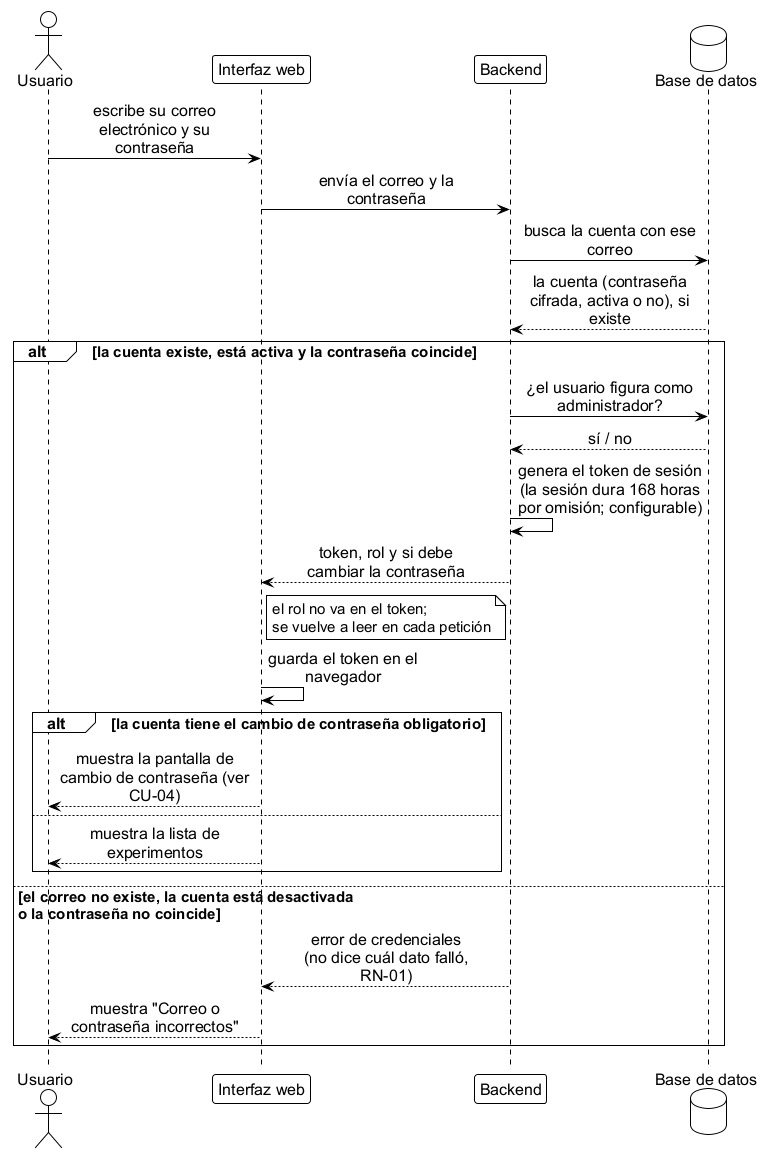 Usuario
Interfaz web
Backend
Base de datos
escribe su correo
electrónico y su
contraseña
envía el correo y la
contraseña
busca la cuenta con ese
correo
la cuenta (contraseña
cifrada, activa o no), si
existe
alt
[la cuenta existe, está activa y la contraseña coincide]
¿el usuario figura como
administrador?
sí / no
genera el token de sesión
(la sesión dura 168 horas
por omisión; configurable)
token, rol y si debe
cambiar la contraseña
el rol no va en el token;
se vuelve a leer en cada petición
guarda el token en el
navegador
alt
[la cuenta tiene el cambio de contraseña obligatorio]
muestra la pantalla de
cambio de contraseña (ver
CU-04)
muestra la lista de
experimentos
[el correo no existe, la cuenta está desactivada
o la contraseña no coincide]
error de credenciales
(no dice cuál dato falló,
RN-01)
muestra "Correo o
contraseña incorrectos"
Usuario
Interfaz web
Backend
Base de datos